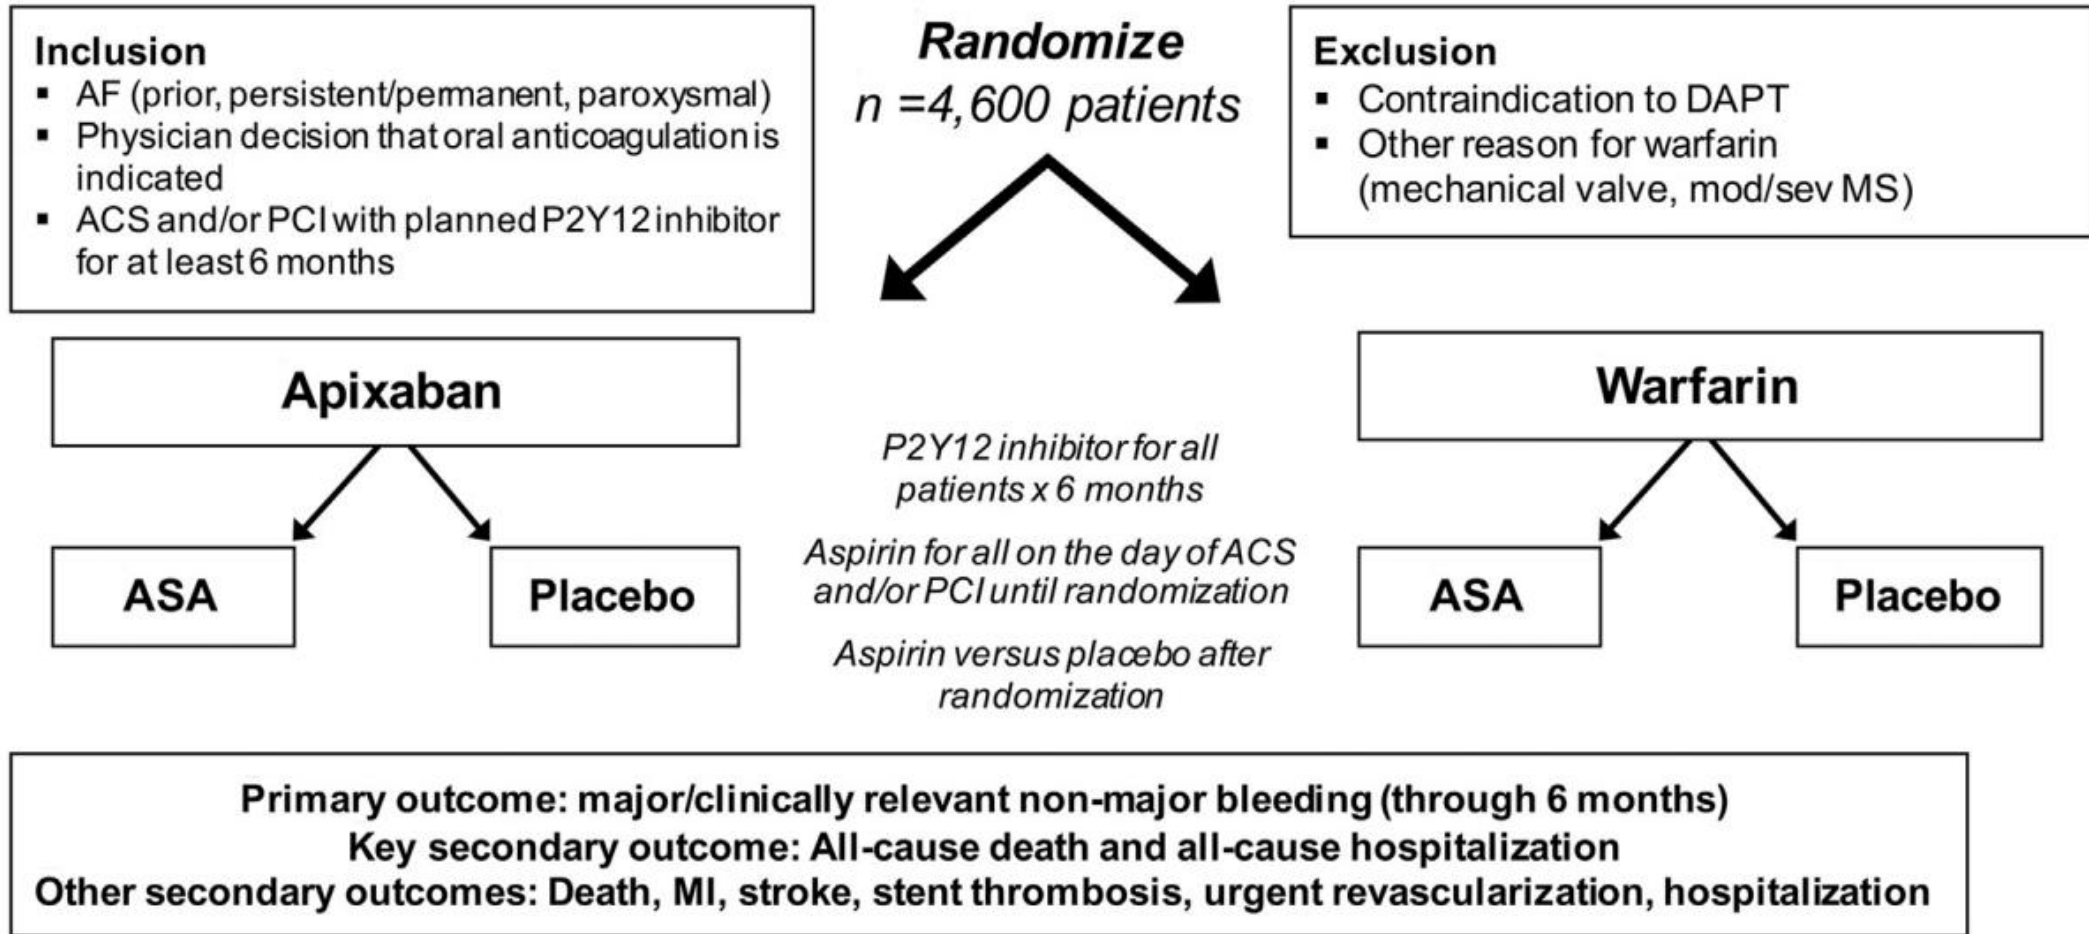 Inclusion
▪ AF (prior, persistent/permanent, paroxysmal)
▪ Physician decision that oral anticoagulation is
indicated
▪ ACS and/or PCI with planned P2Y12 inhibitor
for at least 6 months
Randomize
n =4,600 patients
Exclusion
▪ Contraindication to DAPT
▪ Other reason for warfarin
(mechanical valve, mod/sev MS)
Apixaban
Warfarin
P2Y12 inhibitor for all
patients x 6 months
Aspirin for all on the day of ACS
and/or PCI until randomization
Aspirin versus placebo after
randomization
ASA
Placebo
ASA
Placebo
Primary outcome: major/clinically relevant non-major bleeding (through 6 months)
Key secondary outcome: All-cause death and all-cause hospitalization
Other secondary outcomes: Death, MI, stroke, stent thrombosis, urgent revascularization, hospitalization